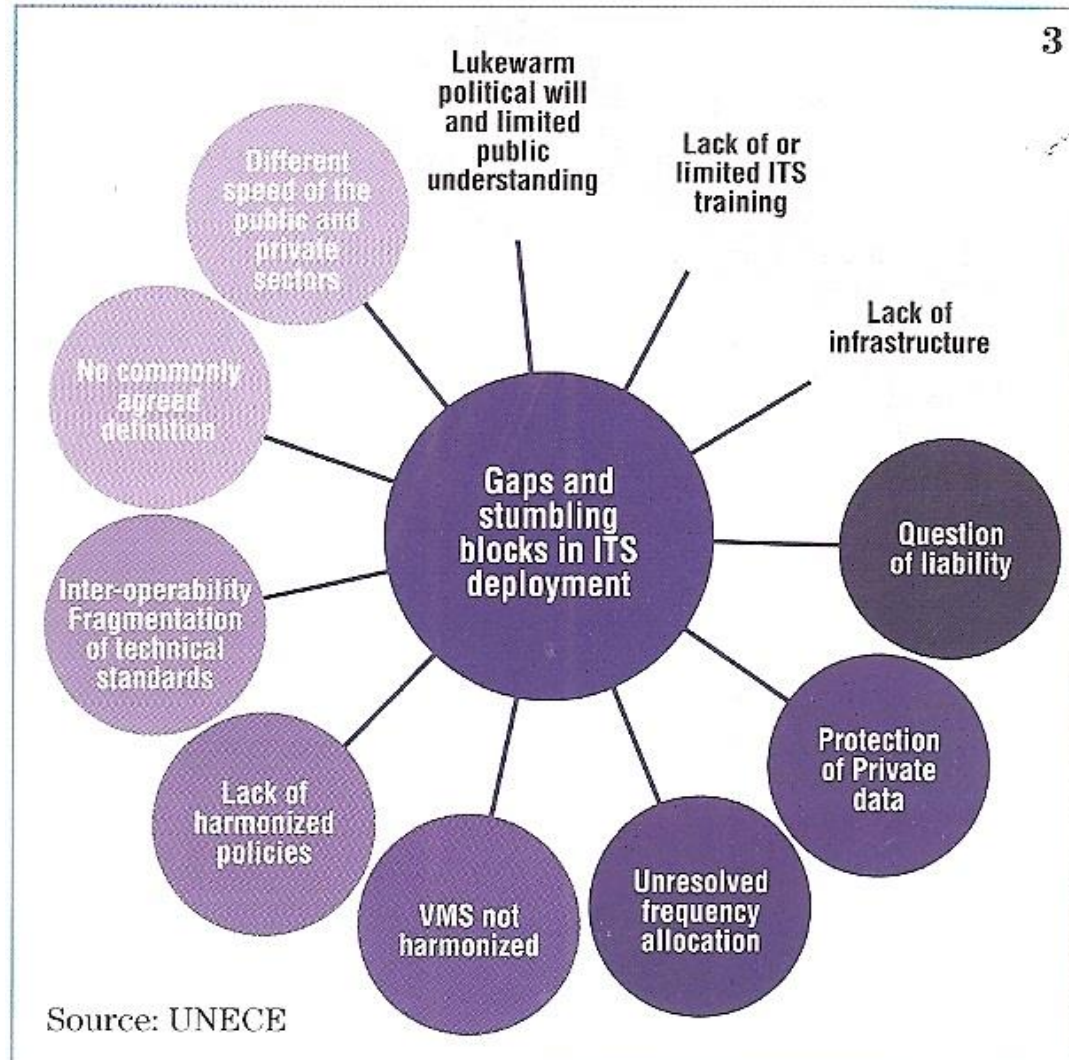 3
Lukewarm
political will
and limited
public
understanding
Lack of or
limited ITS
training
Lack of
infrastructure
Question
of liability
Protection
of Private
data
Unresolved
frequency
allocation
VMS not
harmonized
Lack of
harmonized
policies
Inter-operability
Fragmentation
of technical
standards
No commonly
agreed
definition
Different
speed of the
public and
private
sectors
Gaps and
stumbling
blocks in ITS
deployment
Source: UNECE